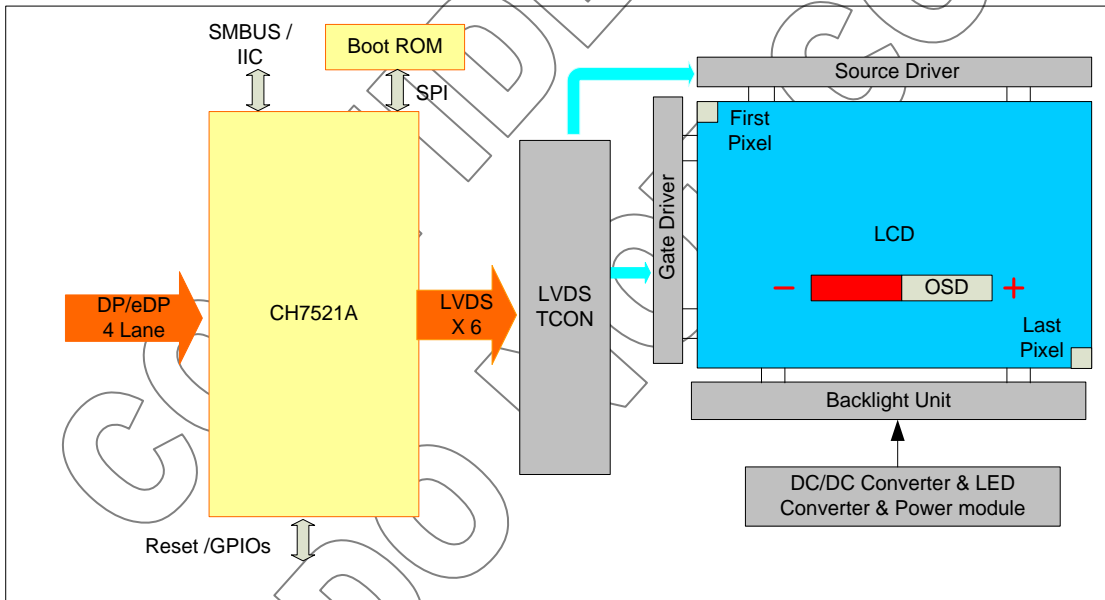 SMBUS /
IIC
Boot ROM
SPI
Source Driver
First
Pixel
Gate Driver
LCD
DP/eDP
4 Lane
CH7521A
LVDS
X 6
LVDS
TCON
− OSD +
Last
Pixel
Backlight Unit
DC/DC Converter & LED
Converter & Power module
Reset /GPIOs